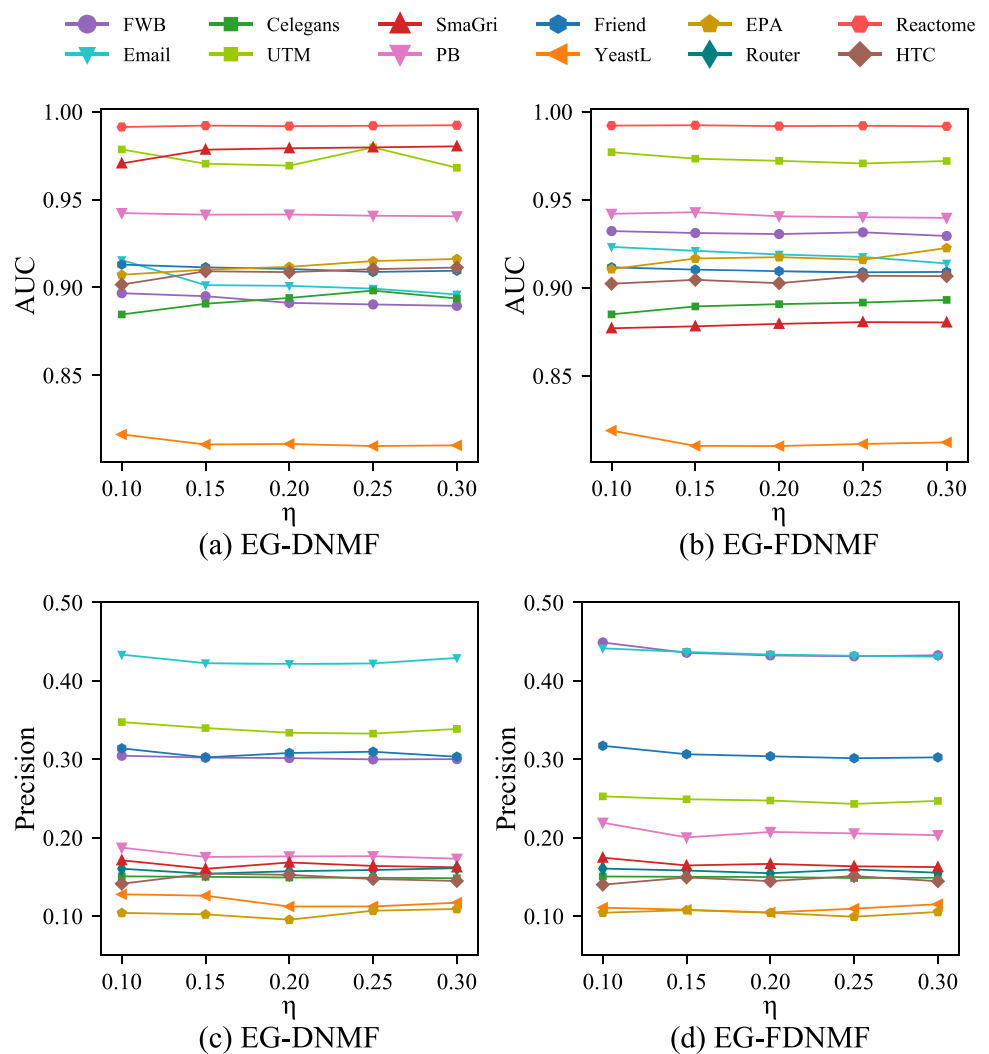 FWB Celegans SmaGri Friend EPA Reactome
Email UTM PB YeastL Router HTC
1.00
0.95
0.90
0.85
AUC
0.10 0.15 0.20 0.25 0.30
η
(a) EG-DNMF
1.00
0.95
0.90
0.85
AUC
0.10 0.15 0.20 0.25 0.30
η
(b) EG-FDNMF
0.50
0.40
0.30
0.20
0.10
Precision
0.10 0.15 0.20 0.25 0.30
η
(c) EG-DNMF
0.50
0.40
0.30
0.20
0.10
Precision
0.10 0.15 0.20 0.25 0.30
η
(d) EG-FDNMF